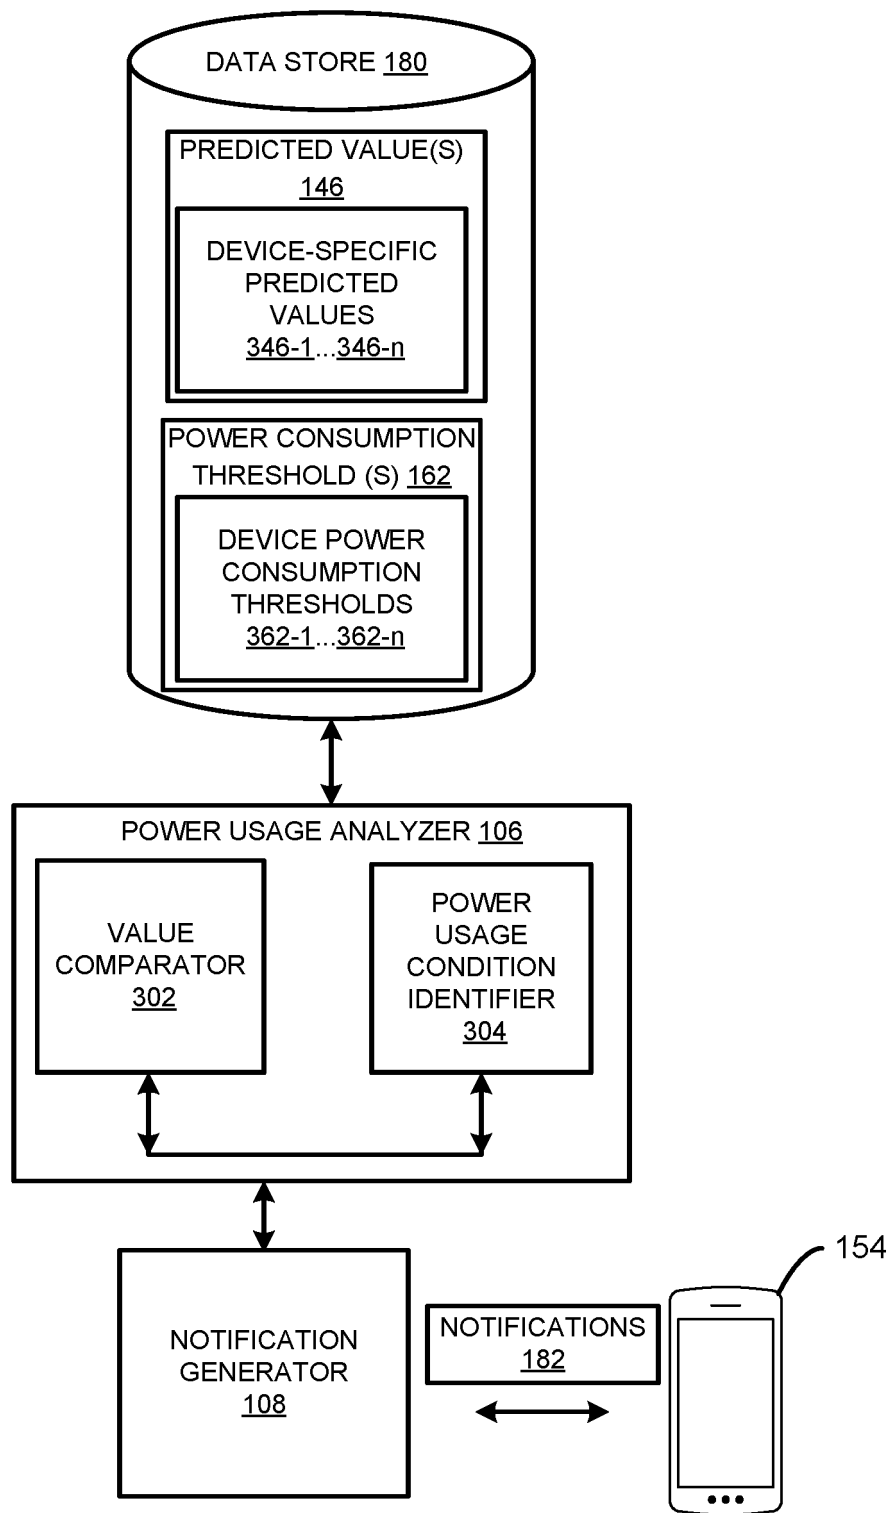 DATA STORE 180
PREDICTED VALUE(S)
146
DEVICE-SPECIFIC
PREDICTED
VALUES
346-1...346-n
POWER CONSUMPTION
THRESHOLD (S) 162
DEVICE POWER
CONSUMPTION
THRESHOLDS
362-1...362-n
POWER USAGE ANALYZER 106
VALUE
COMPARATOR
302
POWER
USAGE
CONDITION
IDENTIFIER
304
NOTIFICATION
GENERATOR
108
NOTIFICATIONS
182
154